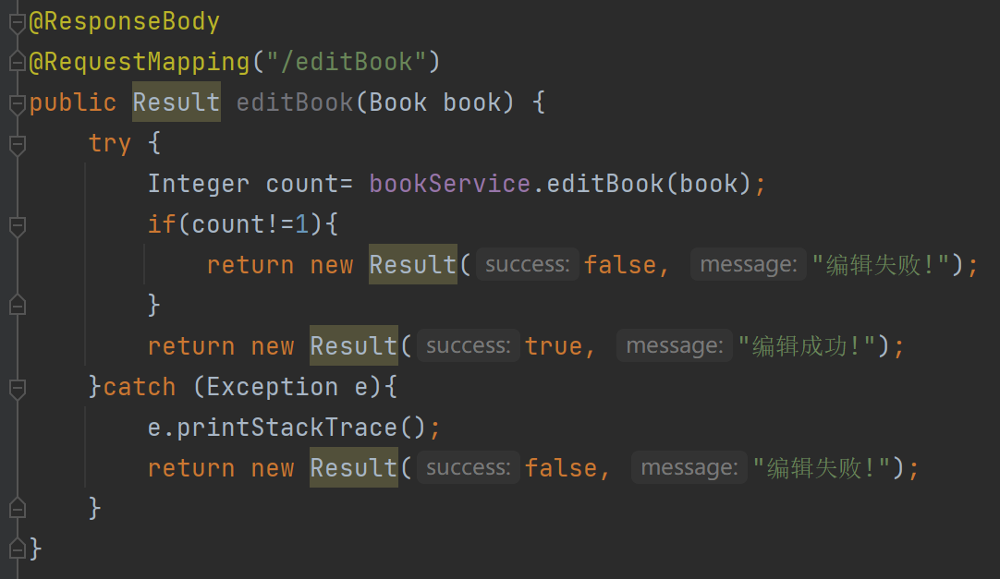 @ResponseBody
@RequestMapping("/editBook")
public Result editBook(Book book) {
try {
Integer count= bookService.editBook(book);
if(count!=1){
return new Result( success: false, message: "编辑失败!");
}
return new Result( success: true, message: "编辑成功!");
}catch (Exception e){
e.printStackTrace();
return new Result( success: false, message: "编辑失败!");
}
}